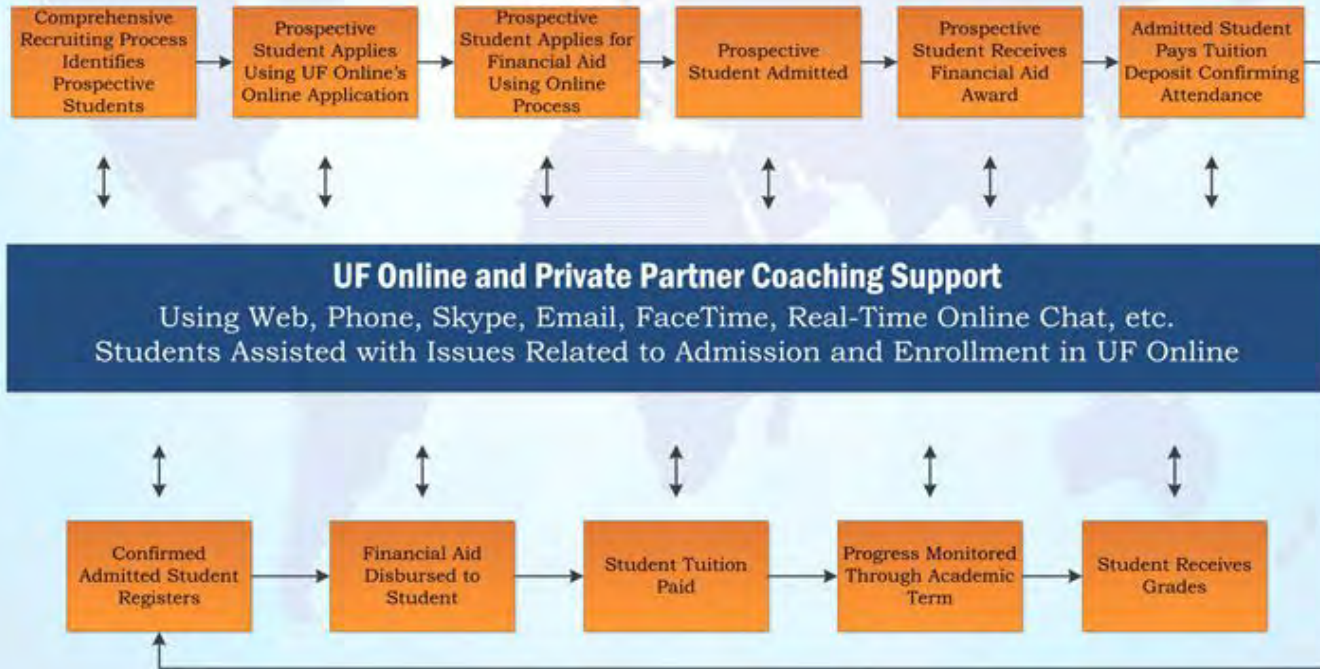 Comprehensive
Recruiting Process
Identifies
Prospective
Students
Prospective
Student Applies
Using UF Online's
Online Application
Prospective
Student Applies for
Financial Aid
Using Online
Process
Prospective
Student Admitted
Prospective
Student Receives
Financial Aid
Award
Admitted Student
Pays Tuition
Deposit Confirming
Attendance
UF Online and Private Partner Coaching Support
Using Web, Phone, Skype, Email, FaceTime, Real-Time Online Chat, etc.
Students Assisted with Issues Related to Admission and Enrollment in UF Online
Confirmed
Admitted Student
Registers
Financial Aid
Disbursed to
Student
Student Tuition
Paid
Progress Monitored
Through Academic
Term
Student Receives
Grades